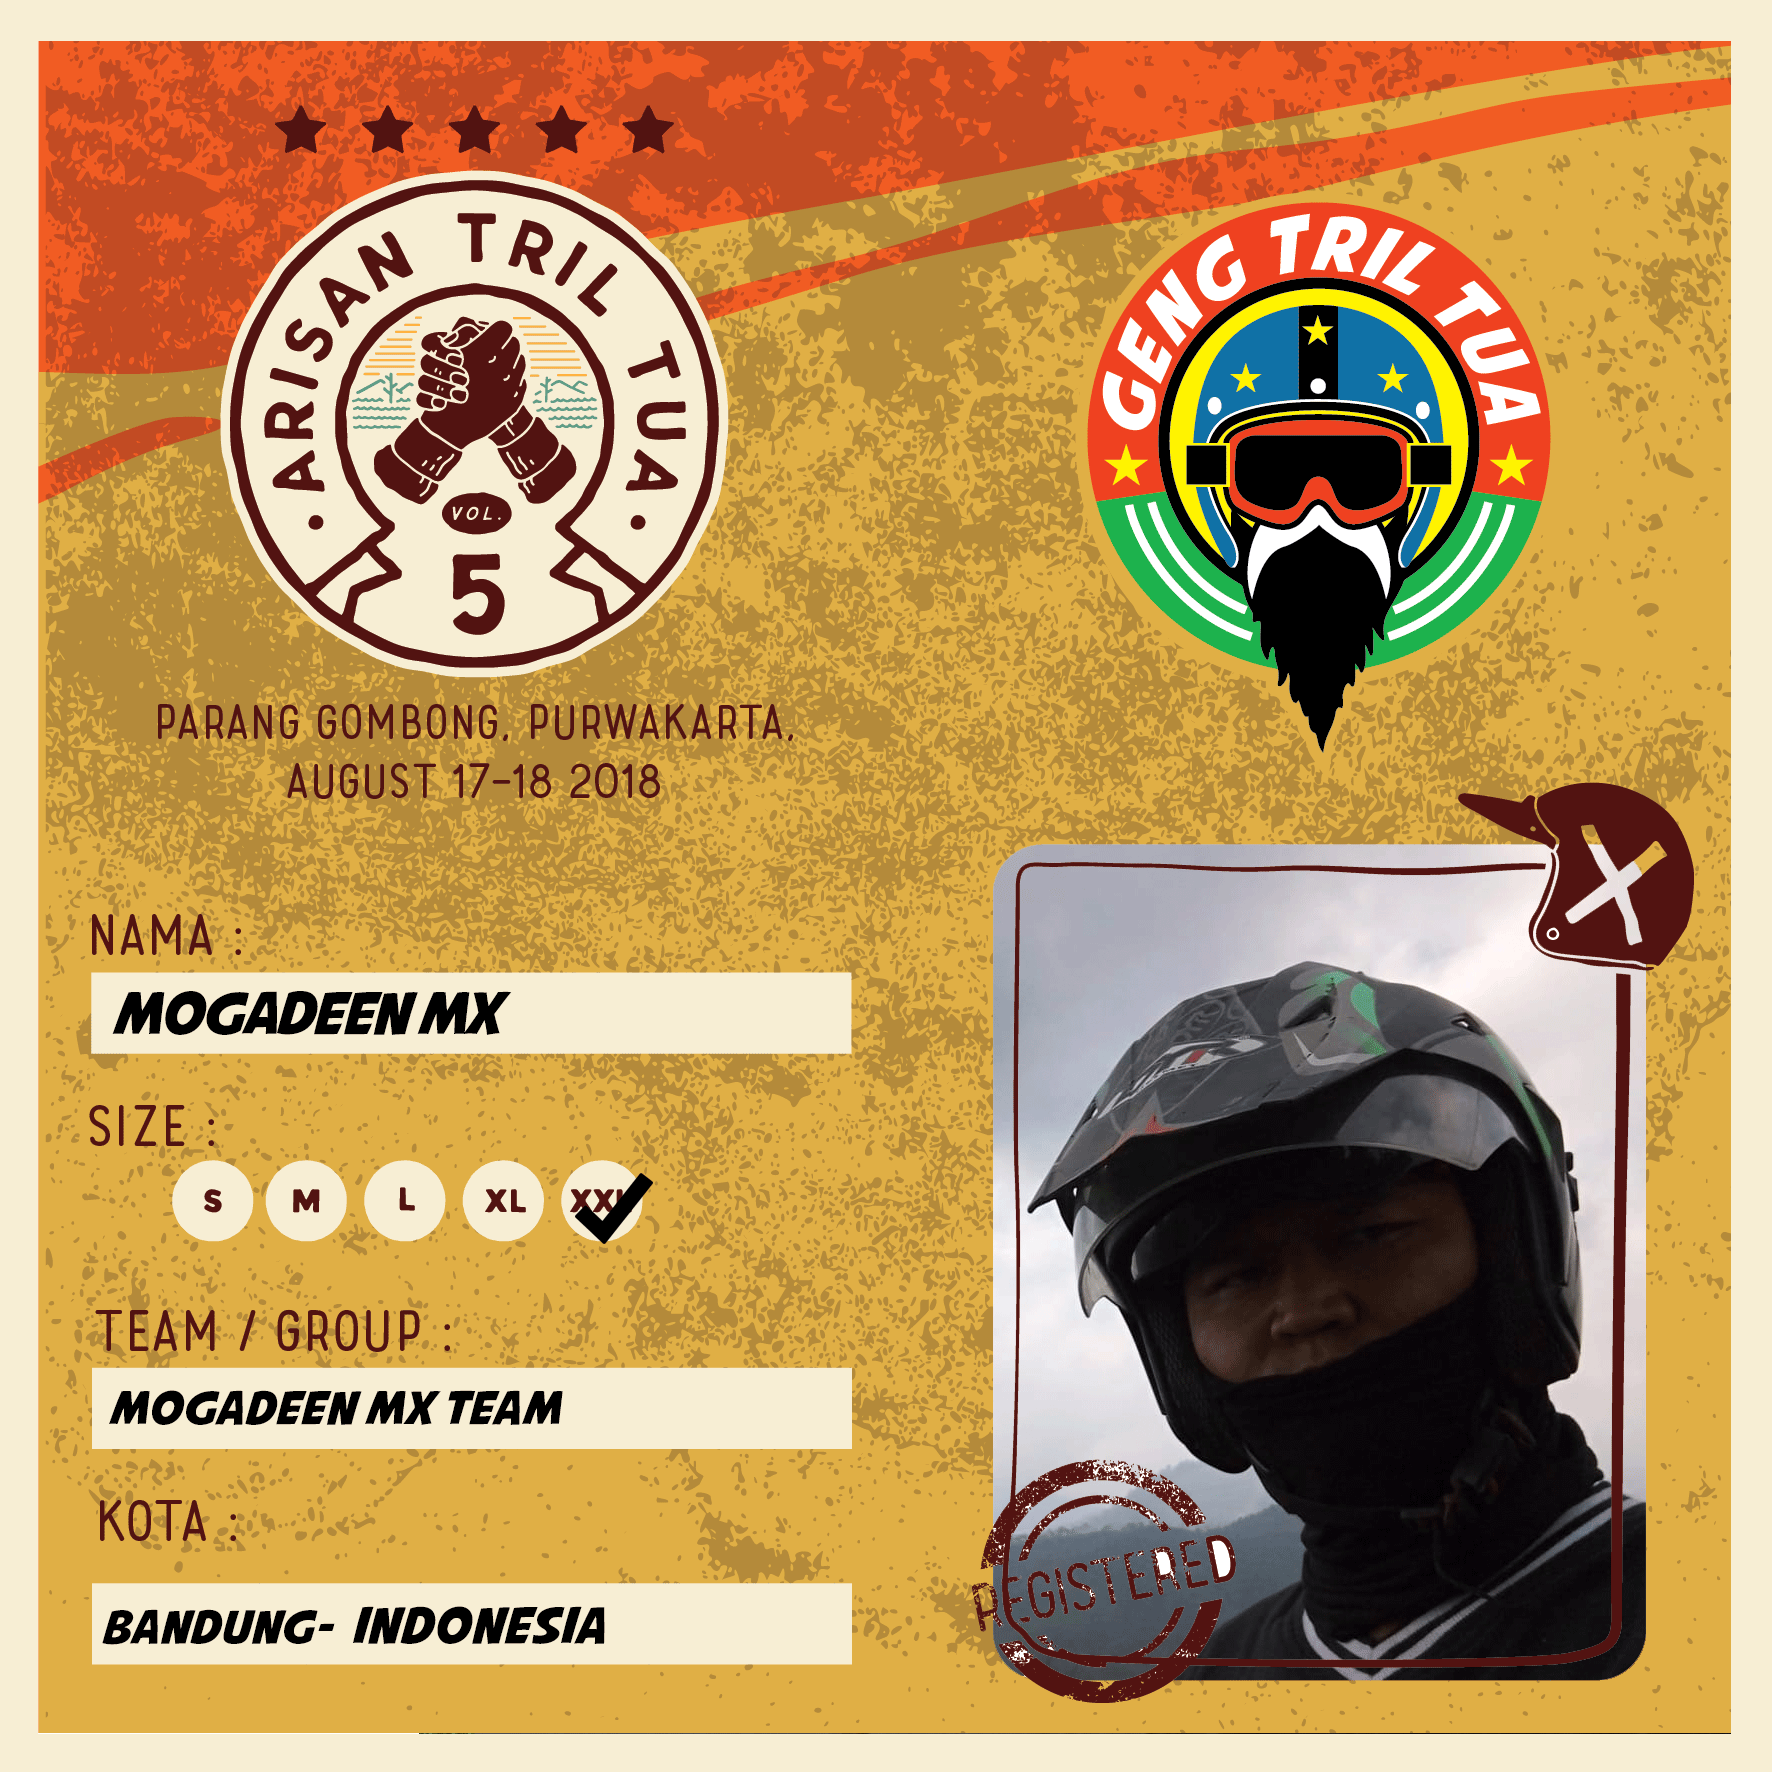 ARISAN TRIL TUA
VOL.
5
GENG TRIL TUA
PARANG GOMBONG, PURWAKARTA,
AUGUST 17-18 2018
NAMA :
MOGADEEN MX
SIZE :
S M L XL XXL
TEAM / GROUP :
MOGADEEN MX TEAM
KOTA :
BANDUNG- INDONESIA
REGISTERED